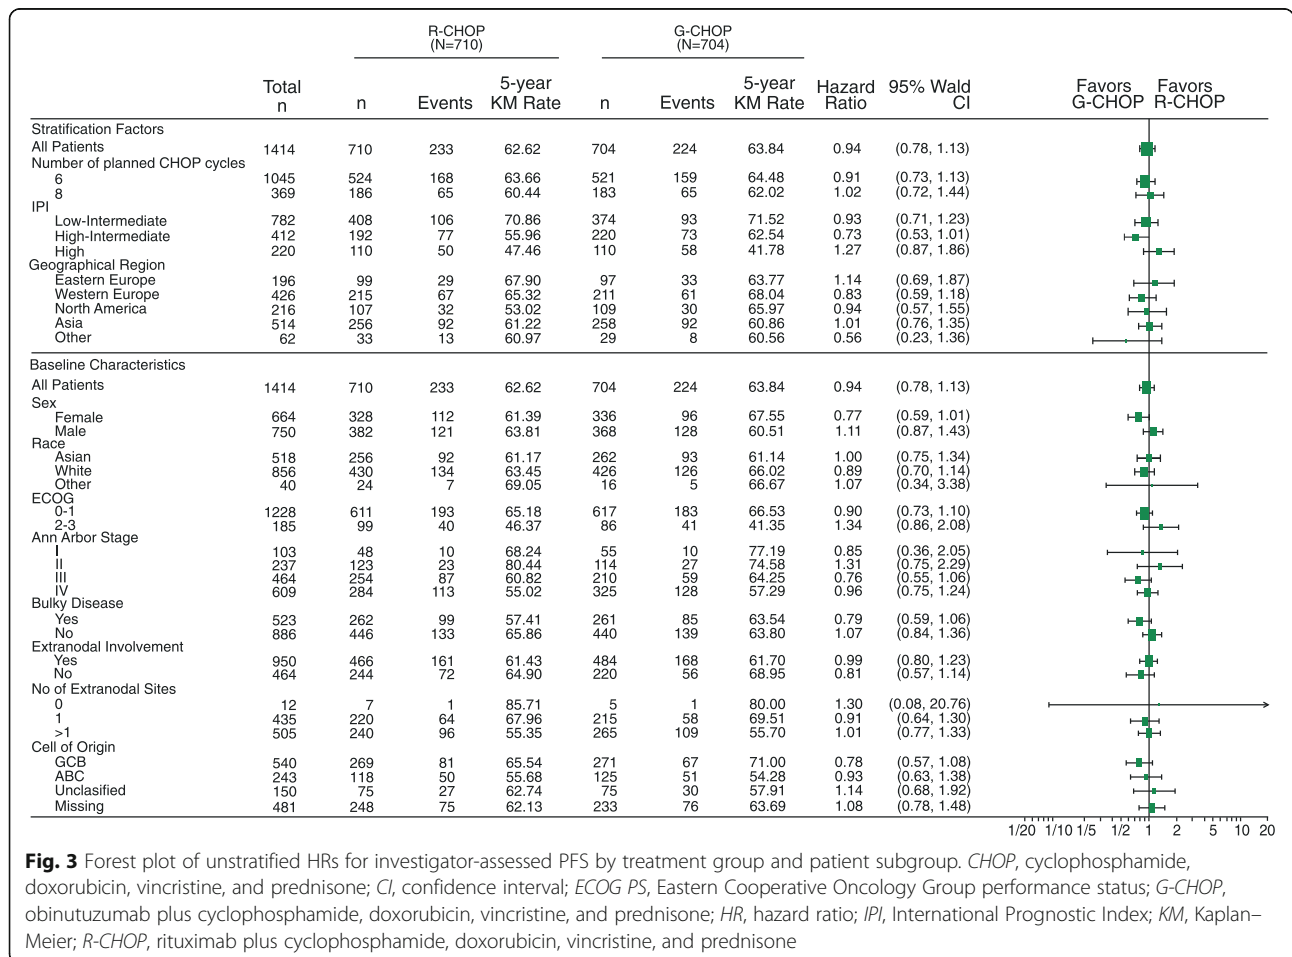 R-CHOP G-CHOP
(N=710) (N=704)
Total 5-year 5-year Hazard 95% Wald Favors Favors
n n Events KM Rate n Events KM Rate Ratio CI G-CHOP R-CHOP
Stratification Factors
All Patients 1414 710 233 62.62 704 224 63.84 0.94 (0.78, 1.13)
Number of planned CHOP cycles
6 1045 524 168 63.66 521 159 64.48 0.91 (0.73, 1.13)
8 369 186 65 60.44 183 65 62.02 1.02 (0.72, 1.44)
IPI
Low-Intermediate 782 408 106 70.86 374 93 71.52 0.93 (0.71, 1.23)
High-Intermediate 412 192 77 55.96 220 73 62.54 0.73 (0.53, 1.01)
High 220 110 50 47.46 110 58 41.78 1.27 (0.87, 1.86)
Geographical Region
Eastern Europe 196 99 29 67.90 97 33 63.77 1.14 (0.69, 1.87)
Western Europe 426 215 67 65.32 211 61 68.04 0.83 (0.59, 1.18)
North America 216 107 32 53.02 109 30 65.97 0.94 (0.57, 1.55)
Asia 514 256 92 61.22 258 92 60.86 1.01 (0.76, 1.35)
Other 62 33 13 60.97 29 8 60.56 0.56 (0.23, 1.36)
Baseline Characteristics
All Patients 1414 710 233 62.62 704 224 63.84 0.94 (0.78, 1.13)
Sex
Female 664 328 112 61.39 336 96 67.55 0.77 (0.59, 1.01)
Male 750 382 121 63.81 368 128 60.51 1.11 (0.87, 1.43)
Race
Asian 518 256 92 61.17 262 93 61.14 1.00 (0.75, 1.34)
White 856 430 134 63.45 426 126 66.02 0.89 (0.70, 1.14)
Other 40 24 7 69.05 16 5 66.67 1.07 (0.34, 3.38)
ECOG
0-1 1228 611 193 65.18 617 183 66.53 0.90 (0.73, 1.10)
2-3 185 99 40 46.37 86 41 41.35 1.34 (0.86, 2.08)
Ann Arbor Stage
I 103 48 10 68.24 55 10 77.19 0.85 (0.36, 2.05)
II 237 123 23 80.44 114 27 74.58 1.31 (0.75, 2.29)
III 464 254 87 60.82 210 59 64.25 0.76 (0.55, 1.06)
IV 609 284 113 55.02 325 128 57.29 0.96 (0.75, 1.24)
Bulky Disease
Yes 523 262 99 57.41 261 85 63.54 0.79 (0.59, 1.06)
No 886 446 133 65.86 440 139 63.80 1.07 (0.84, 1.36)
Extranodal Involvement
Yes 950 466 161 61.43 484 168 61.70 0.99 (0.80, 1.23)
No 464 244 72 64.90 220 56 68.95 0.81 (0.57, 1.14)
No of Extranodal Sites
0 12 7 1 85.71 5 1 80.00 1.30 (0.08, 20.76)
1 435 220 64 67.96 215 58 69.51 0.91 (0.64, 1.30)
>1 505 240 96 55.35 265 109 55.70 1.01 (0.77, 1.33)
Cell of Origin
GCB 540 269 81 65.54 271 67 71.00 0.78 (0.57, 1.08)
ABC 243 118 50 55.68 125 51 54.28 0.93 (0.63, 1.38)
Unclassified 150 75 27 62.74 75 30 57.91 1.14 (0.68, 1.92)
Missing 481 248 75 62.13 233 76 63.69 1.08 (0.78, 1.48)
1/20 1/10 1/5 1/2 1 2 5 10 20
Fig. 3 Forest plot of unstratified HRs for investigator-assessed PFS by treatment group and patient subgroup. CHOP, cyclophosphamide,
doxorubicin, vincristine, and prednisone; CI, confidence interval; ECOG PS, Eastern Cooperative Oncology Group performance status; G-CHOP,
obinutuzumab plus cyclophosphamide, doxorubicin, vincristine, and prednisone; HR, hazard ratio; IPI, International Prognostic Index; KM, Kaplan–
Meier; R-CHOP, rituximab plus cyclophosphamide, doxorubicin, vincristine, and prednisone